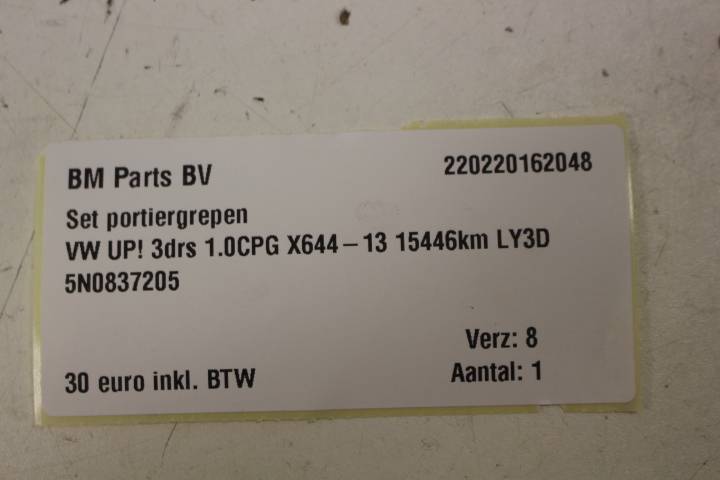 BM Parts BV 220220162048
Set portiergrepen
VW UP! 3drs 1.0CPG X644-13 15446km LY3D
5N0837205
Verz: 8
30 euro inkl. BTW Aantal: 1